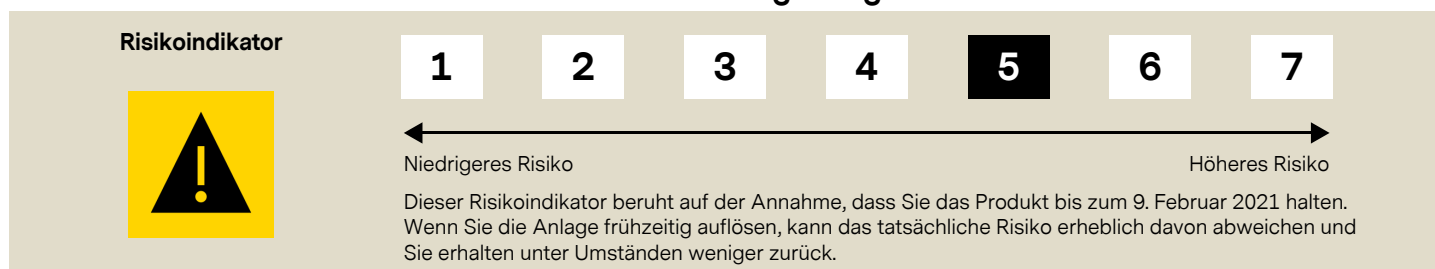 Risikoindikator
1 2 3 4 5 6 7
!
Niedrigeres Risiko Höheres Risiko
Dieser Risikoindikator beruht auf der Annahme, dass Sie das Produkt bis zum 9. Februar 2021 halten.
Wenn Sie die Anlage frühzeitig auflösen, kann das tatsächliche Risiko erheblich davon abweichen und
Sie erhalten unter Umständen weniger zurück.